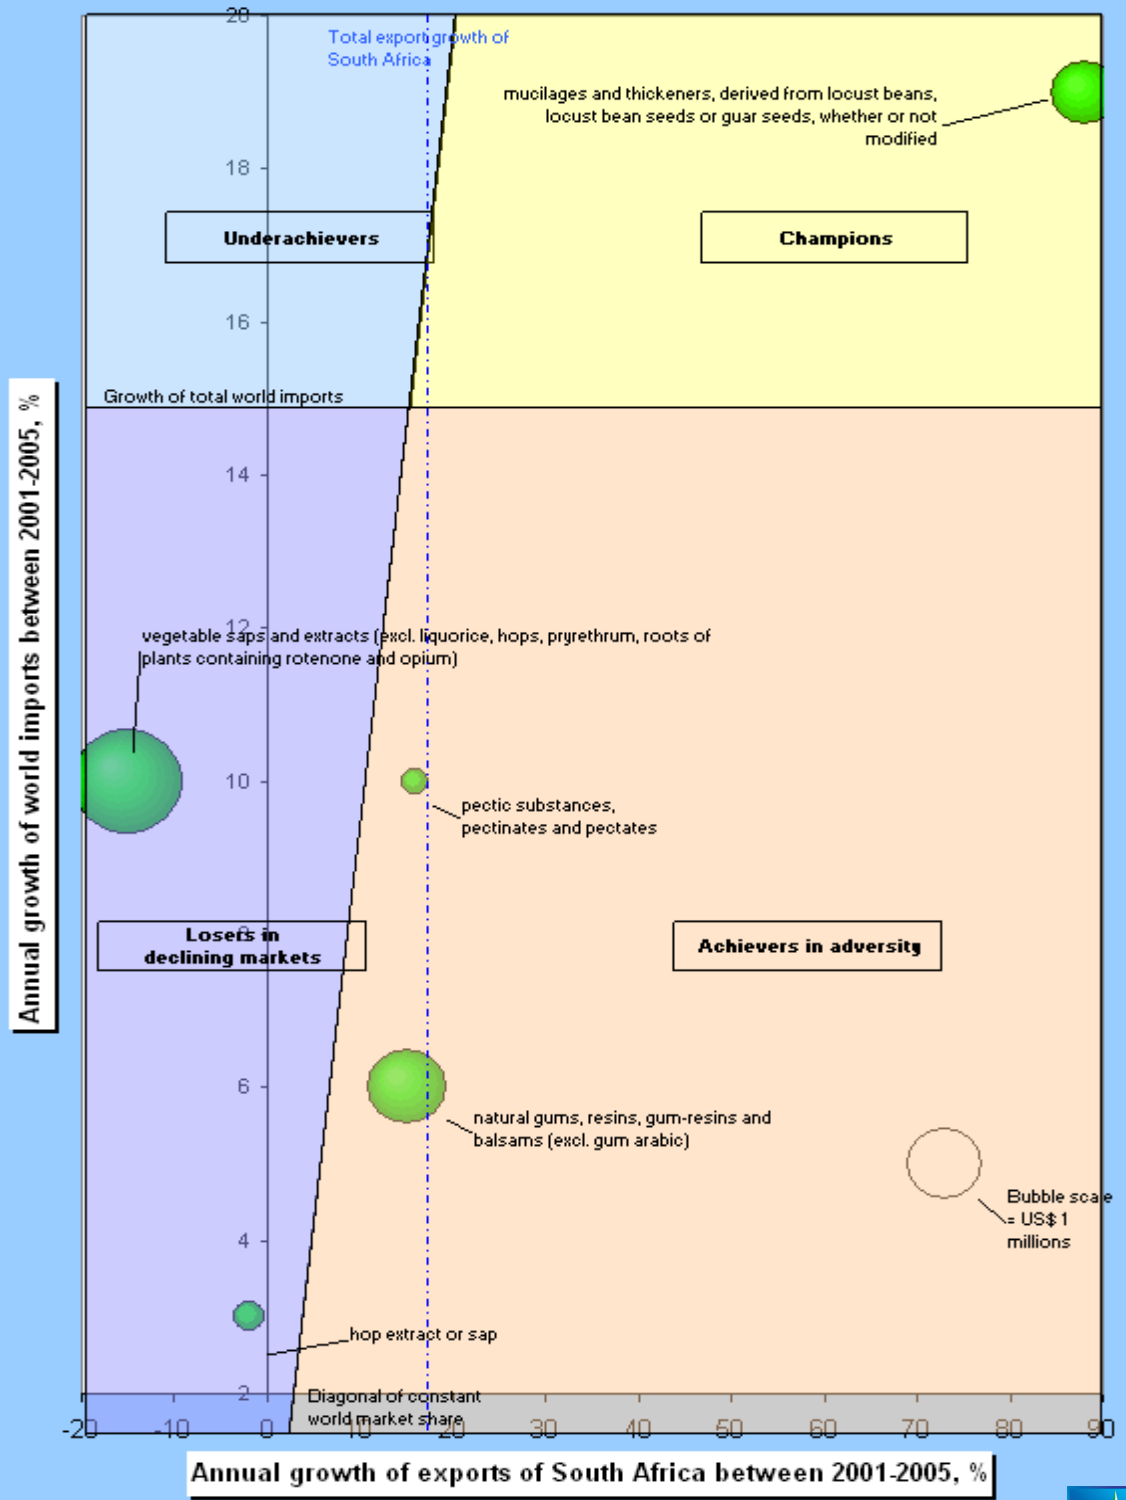 20
Total export growth of
South Africa
mucilages and thickeners, derived from locust beans,
locust bean seeds or guar seeds, whether or not
modified
18
Underachievers
Champions
16
Growth of total world imports
14
12
vegetable saps and extracts (excl. liquorice, hops, pryrethrum, roots of
plants containing rotenone and opium)
10
pectic substances,
pectinates and pectates
8
Losers in
declining markets
Achievers in adversity
6
natural gums, resins, gum-resins and
balsams (excl. gum arabic)
Bubble scale
= US$ 1
millions
4
hop extract or sap
2
Diagonal of constant
world market share
-20 -10 0 10 20 30 40 50 60 70 80 90
Annual growth of world imports between 2001-2005, %
Annual growth of exports of South Africa between 2001-2005, %